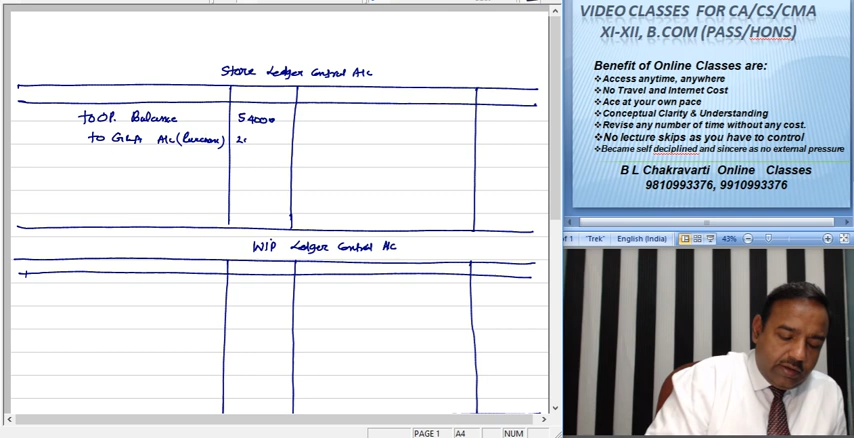 Store Ledger Control A/c
to OP. Balance 54000
to GLA A/c (Purchase) 2
WIP Ledger Control A/c
PAGE 1 A4 NUM
VIDEO CLASSES FOR CA/CS/CMA
XI-XII, B.COM (PASS/HONS)
Benefit of Online Classes are:
❖Access anytime, anywhere
❖No Travel and Internet Cost
❖Ace at your own pace
❖Conceptual Clarity & Understanding
❖Revise any number of time without any cost.
❖No lecture skips as you have to control
❖Became self deciplined and sincere as no external pressure
B L Chakravarti Online Classes
9810993376, 9910993376
of 1 "Trek" English (India) 43%